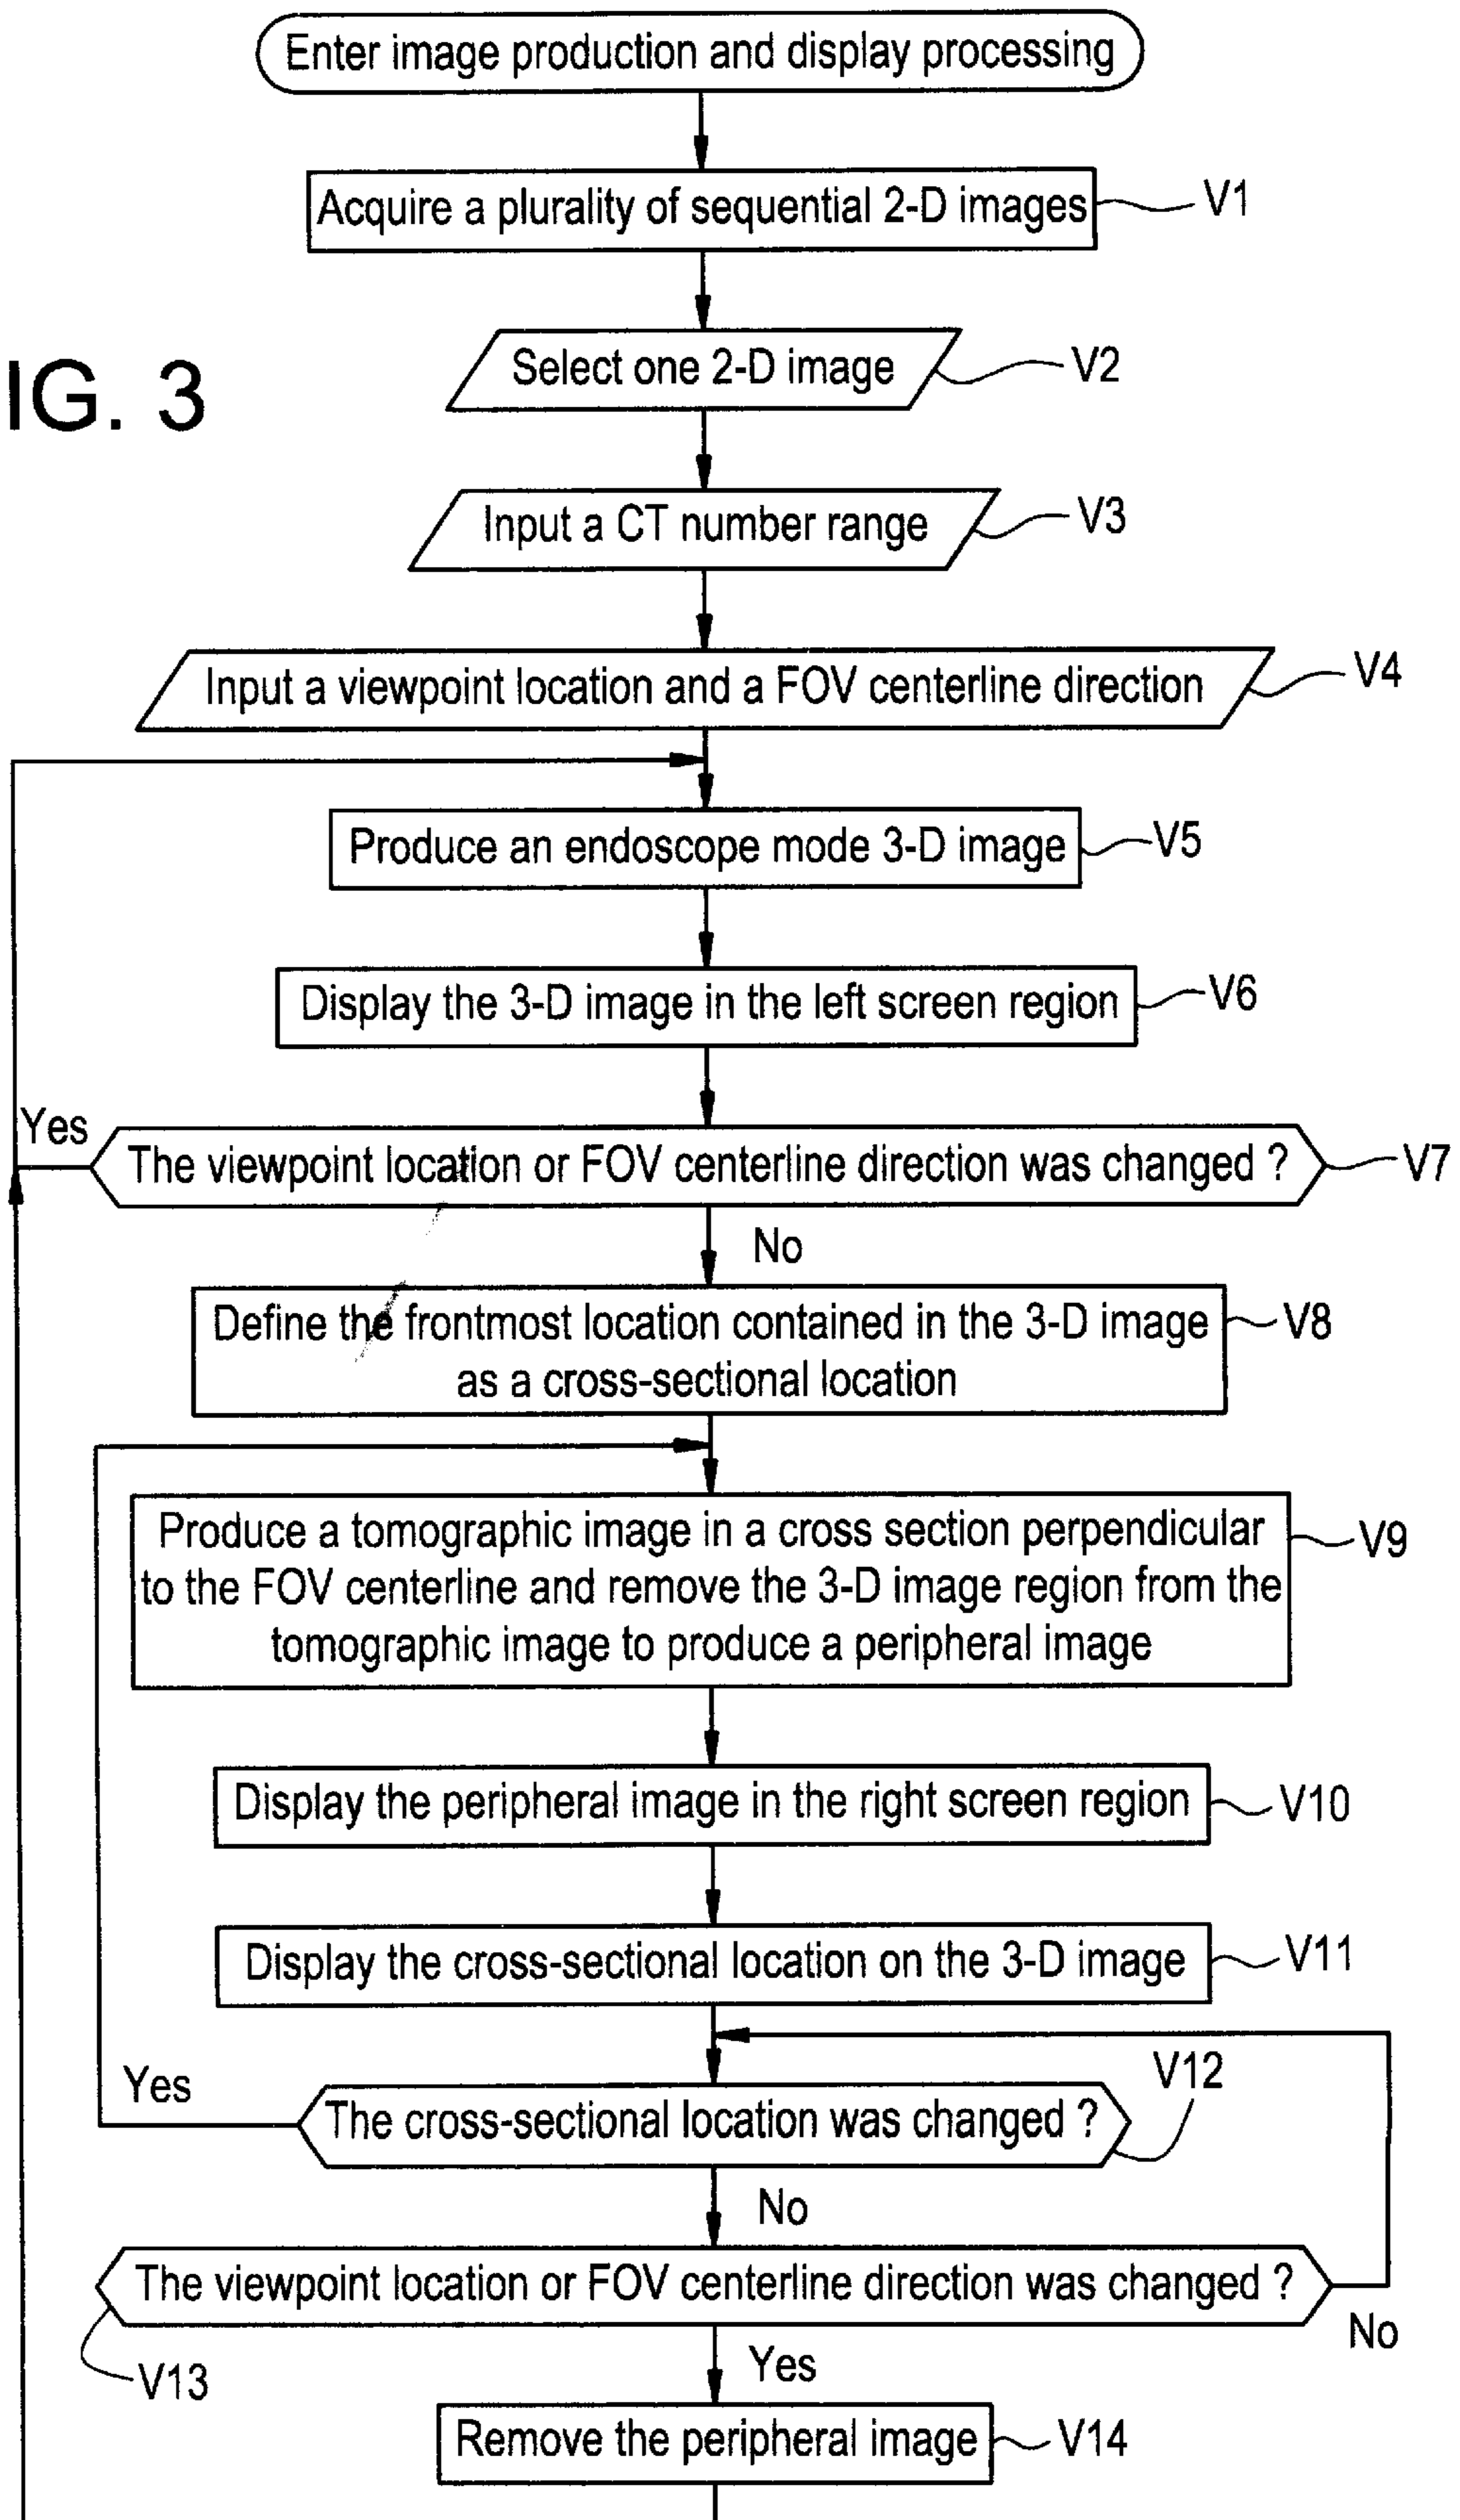 Enter image production and display processing
Acquire a plurality of sequential 2-D images
V1
IG. 3
Select one 2-D image
V2
Input a CT number range
V3
Input a viewpoint location and a FOV centerline direction
V4
Produce an endoscope mode 3-D image
V5
Display the 3-D image in the left screen region
V6
Yes
The viewpoint location or FOV centerline direction was changed ?
V7
No
Define the frontmost location contained in the 3-D image
as a cross-sectional location
V8
Produce a tomographic image in a cross section perpendicular
to the FOV centerline and remove the 3-D image region from the
tomographic image to produce a peripheral image
V9
Display the peripheral image in the right screen region
V10
Display the cross-sectional location on the 3-D image
V11
Yes
The cross-sectional location was changed ?
V12
No
The viewpoint location or FOV centerline direction was changed ?
No
V13
Yes
Remove the peripheral image
V14